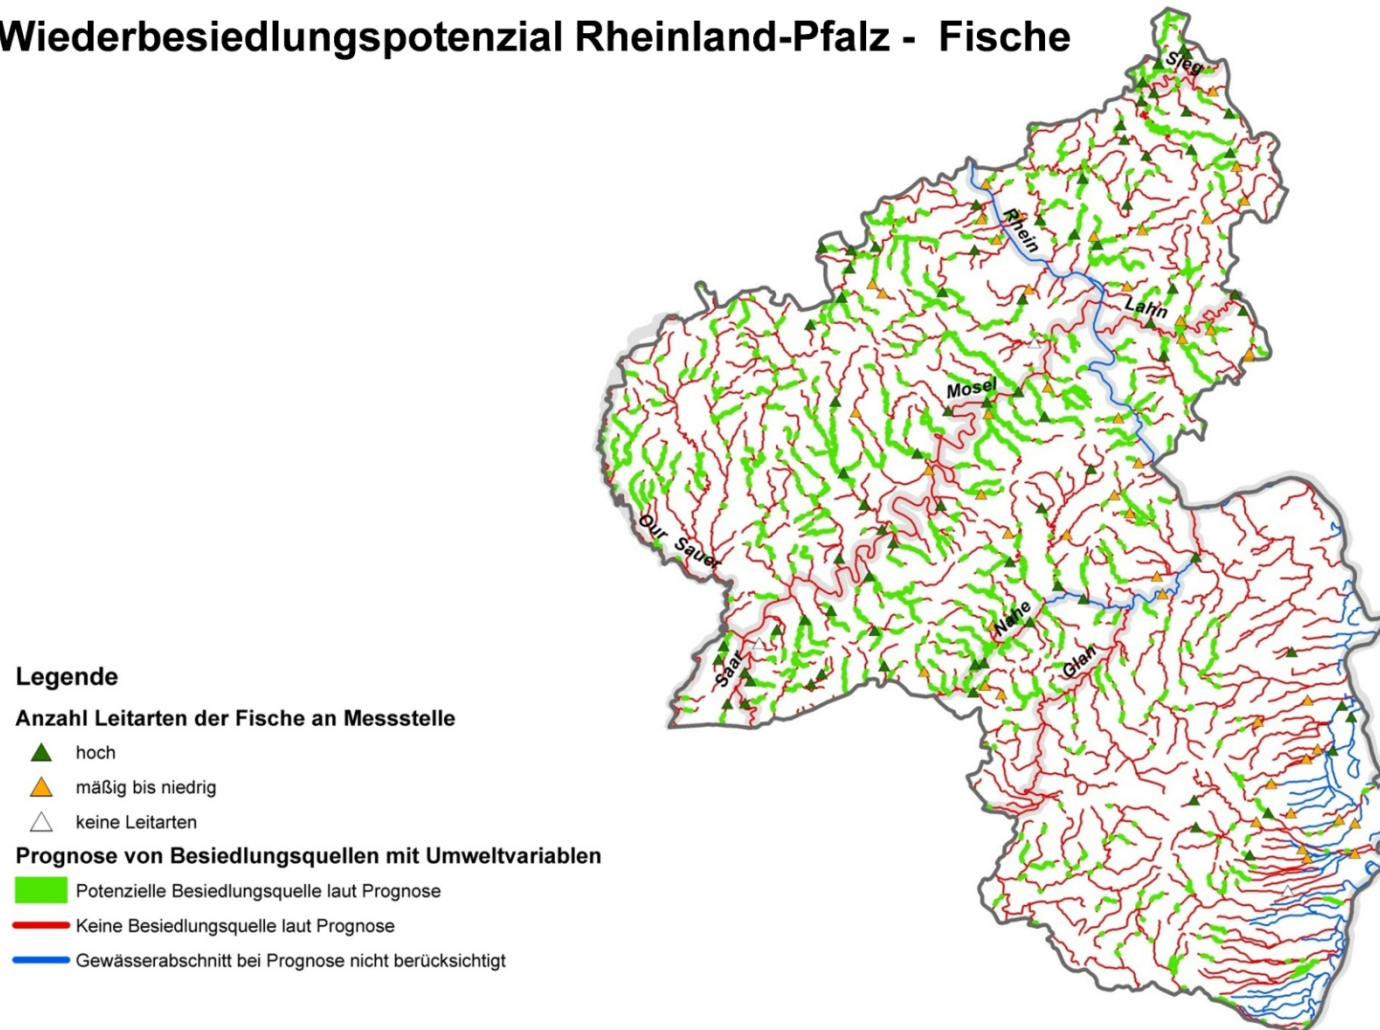 Wiederbesiedlungspotenzial Rheinland-Pfalz - Fische
Sieg
Rhein
Lahn
Mosel
Our Sauer
Nahe
Glan
Saar
Legende
Anzahl Leitarten der Fische an Messstelle
hoch
mäßig bis niedrig
keine Leitarten
Prognose von Besiedlungsquellen mit Umweltvariablen
Potenzielle Besiedlungsquelle laut Prognose
Keine Besiedlungsquelle laut Prognose
Gewässerabschnitt bei Prognose nicht berücksichtigt